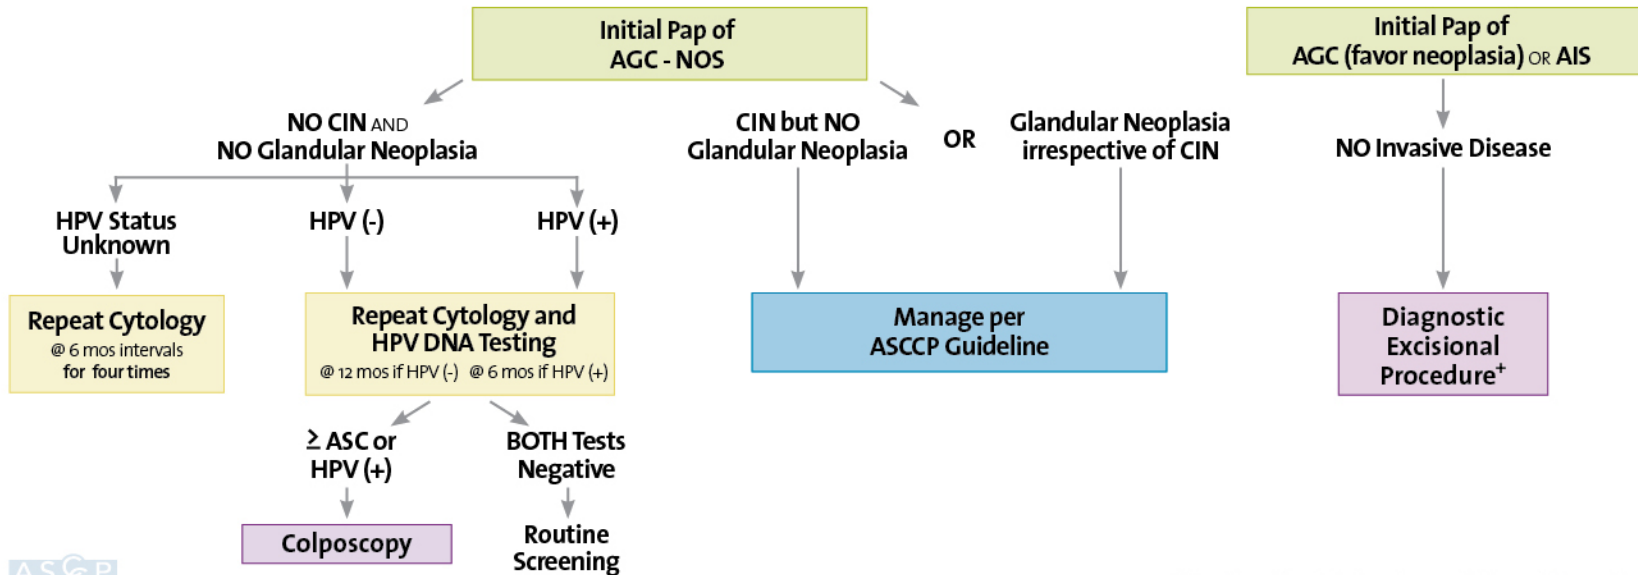 Initial Pap of
AGC - NOS
Initial Pap of
AGC (favor neoplasia) OR AIS
NO CIN AND
NO Glandular Neoplasia
CIN but NO
Glandular Neoplasia
OR
Glandular Neoplasia
irrespective of CIN
NO Invasive Disease
HPV Status
Unknown
HPV (-)
HPV (+)
Repeat Cytology
@ 6 mos intervals
for four times
Repeat Cytology and
HPV DNA Testing
@ 12 mos if HPV (-) @ 6 mos if HPV (+)
Manage per
ASCCP Guideline
Diagnostic
Excisional
Procedure+
≥ ASC or
HPV (+)
BOTH Tests
Negative
Colposcopy
Routine
Screening
ASCCP